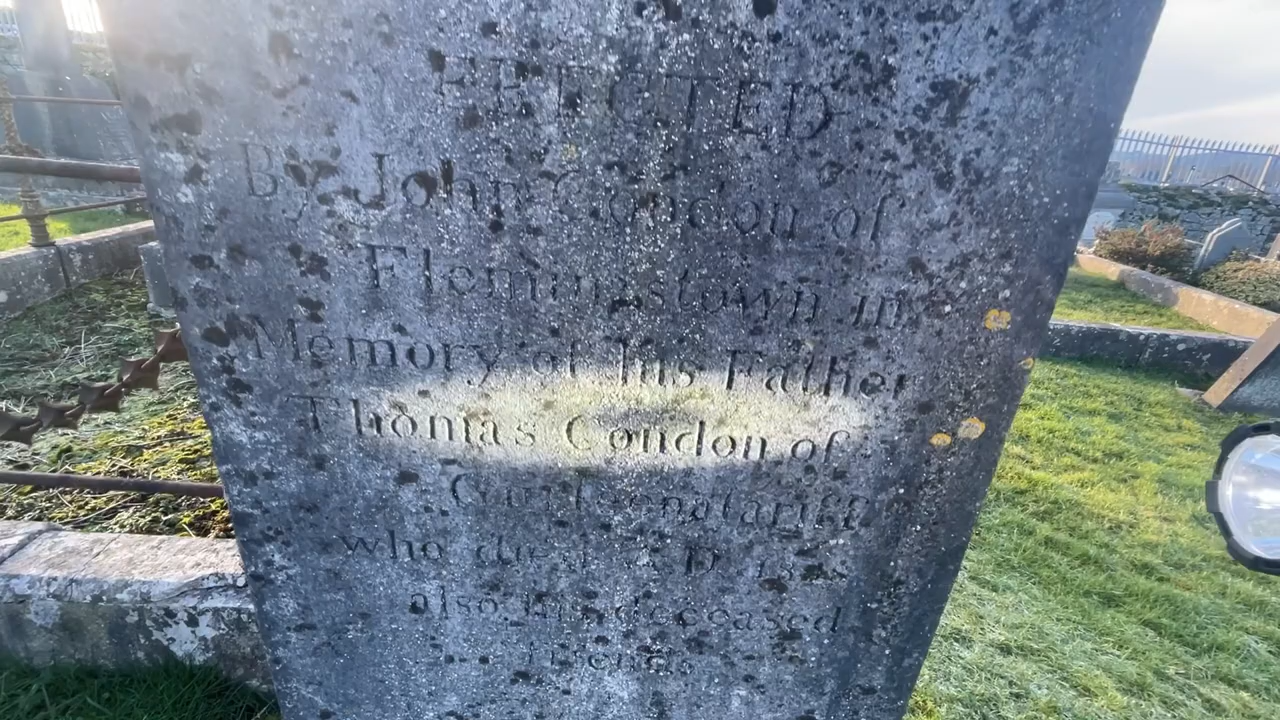 ERECTED
By John Condon of
Flemingstown in
Memory of his Father
Thomas Condon of
who died A D
also his deceased
friends